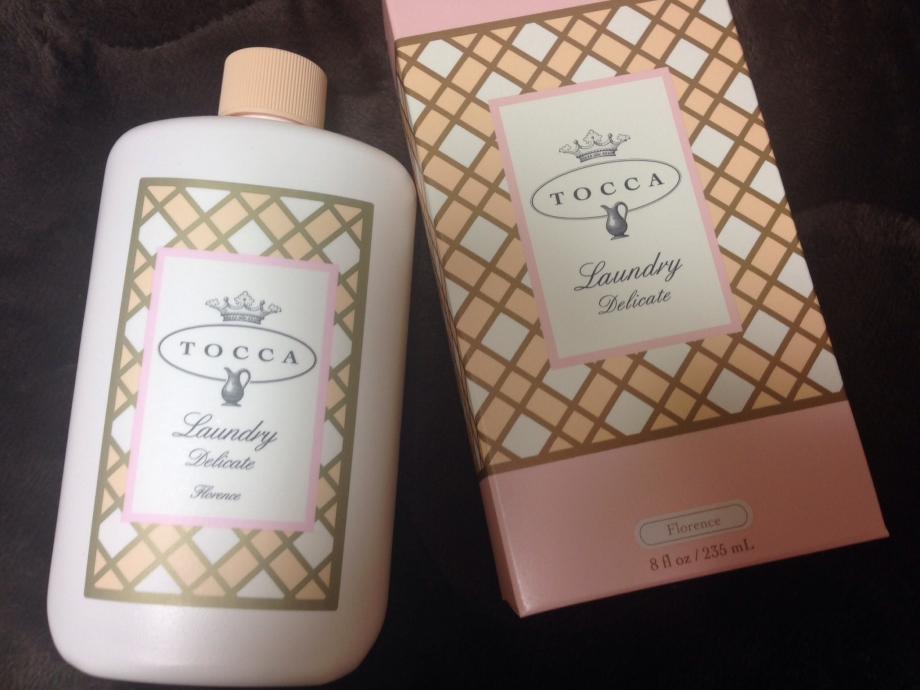 TOCCA
Laundry
Delicate
Florence
TOCCA
Laundry
Delicate
Florence
8 fl oz / 235 mL